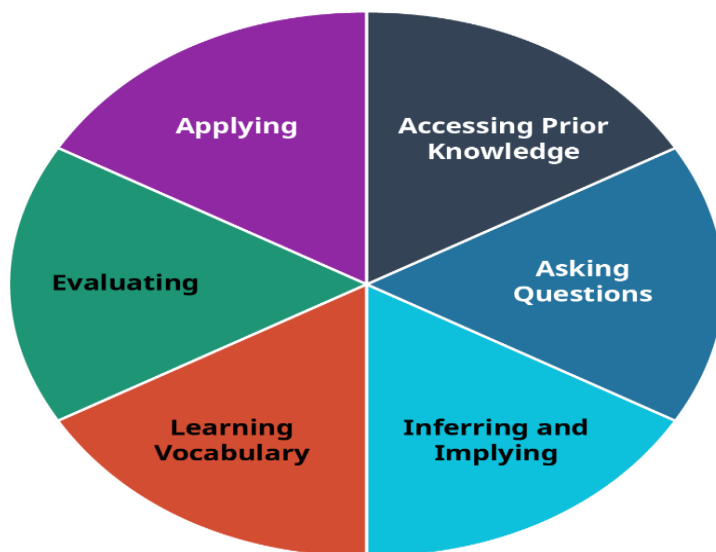 Applying
Accessing Prior
Knowledge
Evaluating
Asking
Questions
Learning
Vocabulary
Inferring and
Implying